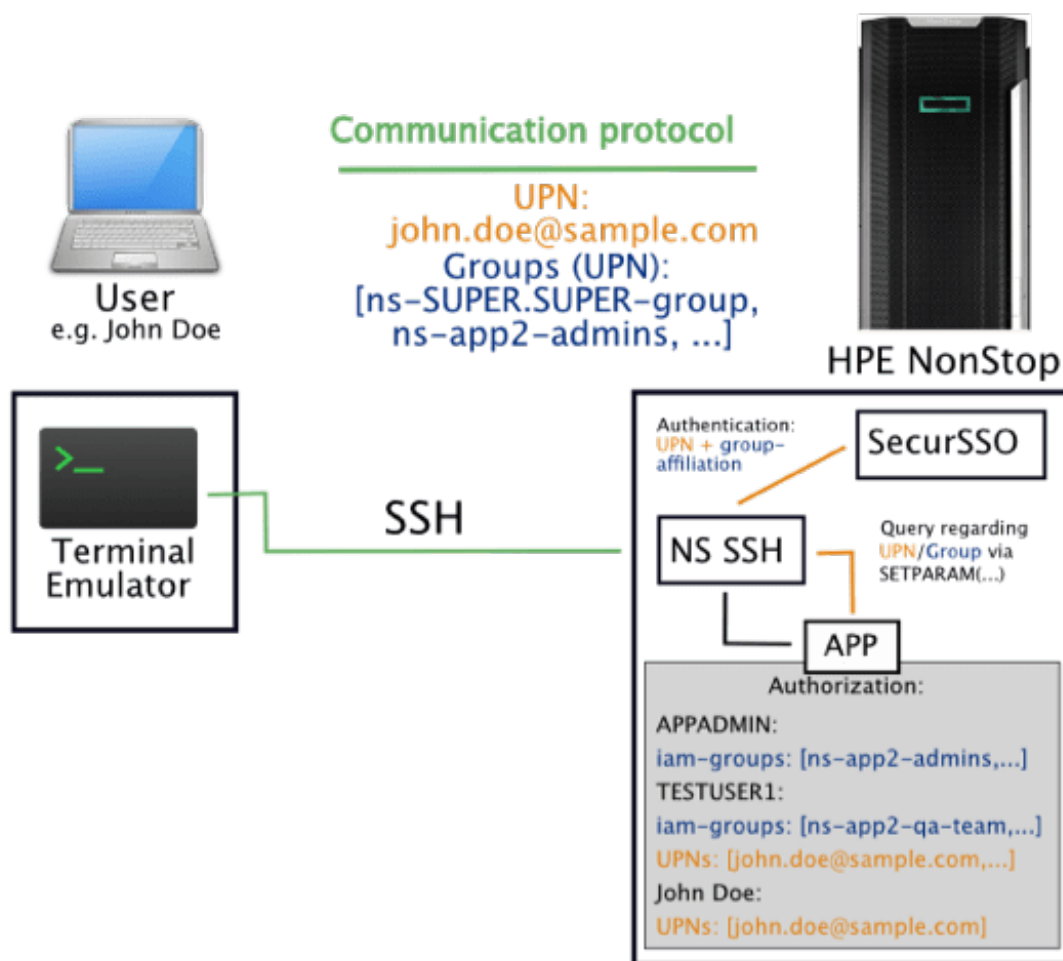 Communication protocol
UPN:
john.doe@sample.com
Groups (UPN):
[ns-SUPER.SUPER-group,
ns-app2-admins, ...]
User
e.g. John Doe
HPE NonStop
>_
Terminal
Emulator
SSH
Authentication:
UPN + group-
affiliation
SecurSSO
NS SSH
Query regarding
UPN/Group via
SETPARAM(...)
APP
Authorization:
APPADMIN:
iam-groups: [ns-app2-admins,...]
TESTUSER1:
iam-groups: [ns-app2-qa-team,...]
UPNs: [john.doe@sample.com,...]
John Doe:
UPNs: [john.doe@sample.com]